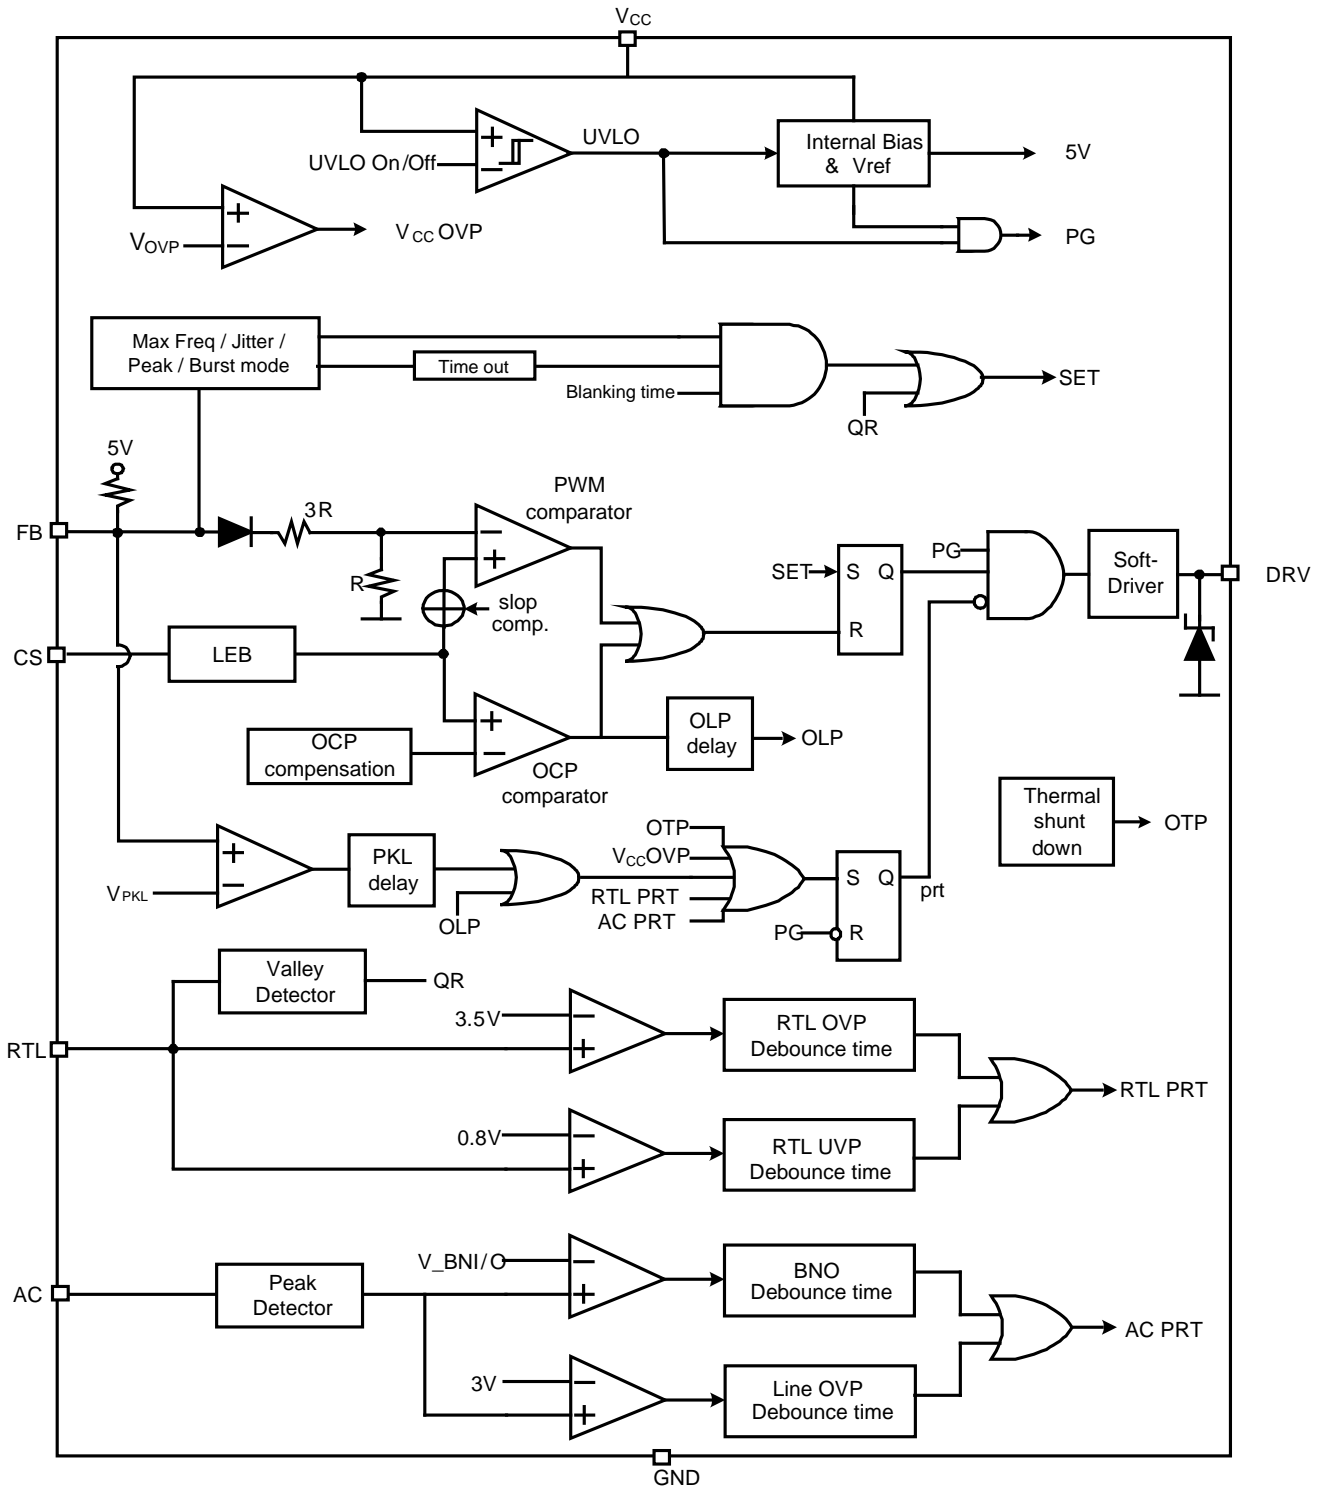 VCC
UVLO
UVLO On/Off
+
−
Internal Bias
& Vref
5V
+
−
VOVP
VCC OVP
PG
Max Freq / Jitter /
Peak / Burst mode
Time out
Blanking time
QR
SET
5V
FB
3R
R
PWM
comparator
−
+
slop
comp.
CS
LEB
OCP
compensation
+
−
OCP
comparator
OLP
delay
OLP
SET
S Q
R
PG
Soft-
Driver
DRV
Thermal
shunt
down
OTP
VPKL
+
−
PKL
delay
OLP
OTP
VCCOVP
RTL PRT
AC PRT
S Q
R
PG
prt
Valley
Detector
QR
RTL
3.5V
−
+
RTL OVP
Debounce time
0.8V
−
+
RTL UVP
Debounce time
RTL PRT
AC
Peak
Detector
V_BNI/O
−
+
BNO
Debounce time
3V
−
+
Line OVP
Debounce time
AC PRT
GND